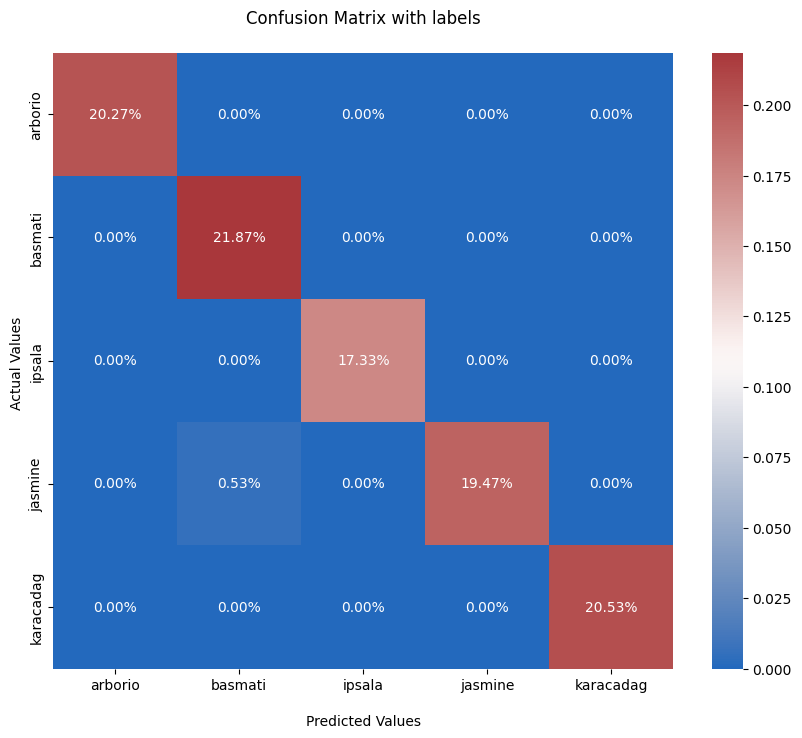 Confusion Matrix with labels
Actual Values
arborio
20.27% 0.00% 0.00% 0.00% 0.00%
basmati
0.00% 21.87% 0.00% 0.00% 0.00%
ipsala
0.00% 0.00% 17.33% 0.00% 0.00%
jasmine
0.00% 0.53% 0.00% 19.47% 0.00%
karacadag
0.00% 0.00% 0.00% 0.00% 20.53%
arborio basmati ipsala jasmine karacadag
Predicted Values
0.200
0.175
0.150
0.125
0.100
0.075
0.050
0.025
0.000